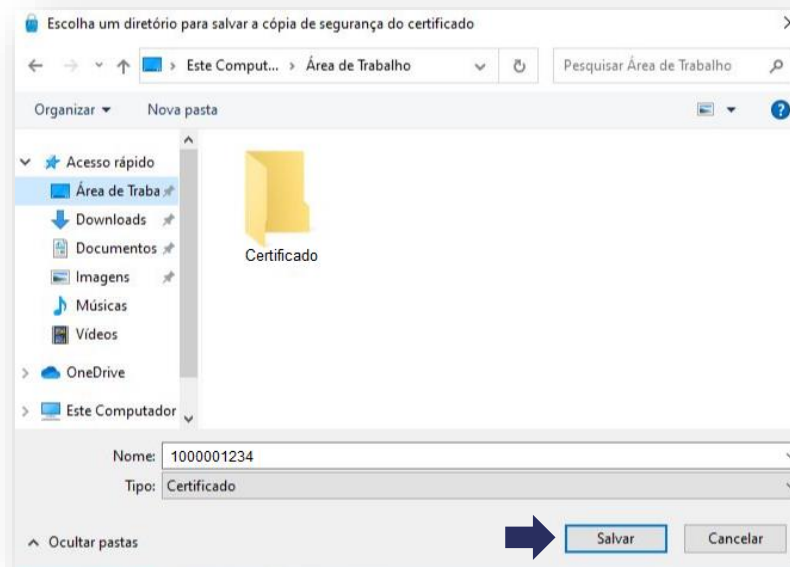 Escolha um diretório para salvar a cópia de segurança do certificado
Este Comput... › Área de Trabalho
Pesquisar Área de Trabalho
Organizar
Nova pasta
?
Acesso rápido
Área de Traba
Downloads
Documentos
Imagens
Músicas
Vídeos
OneDrive
Este Computador
Certificado
Nome: 1000001234
Tipo: Certificado
Ocultar pastas
Salvar
Cancelar